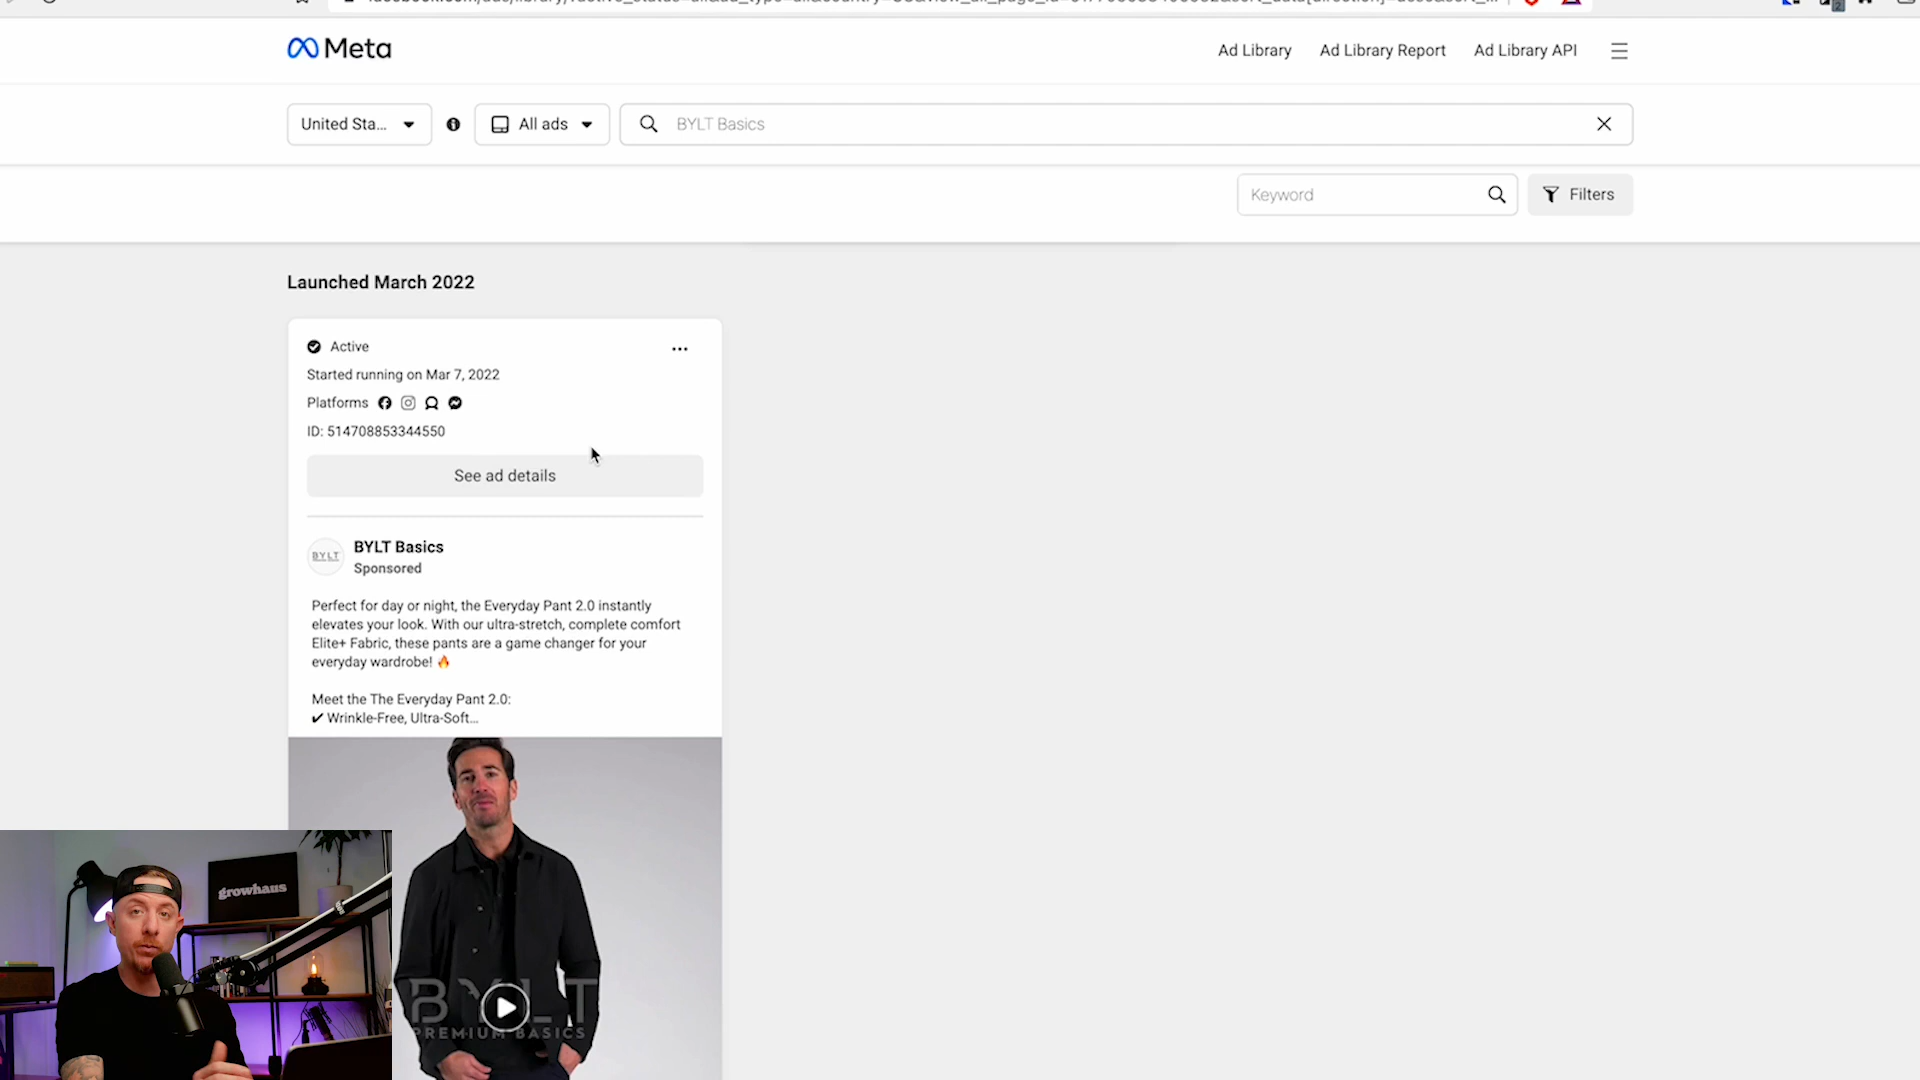 Meta
Ad Library
Ad Library Report
Ad Library API
United Sta...
All ads
BYLT Basics
Keyword
Filters
Launched March 2022
Active
Started running on Mar 7, 2022
Platforms
ID: 514708853344550
See ad details
BYLT
BYLT Basics
Sponsored
Perfect for day or night, the Everyday Pant 2.0 instantly
elevates your look. With our ultra-stretch, complete comfort
Elite+ Fabric, these pants are a game changer for your
everyday wardrobe! 🔥
Meet the The Everyday Pant 2.0:
✔ Wrinkle-Free, Ultra-Soft...
growhaus
BYLT
PREMIUM BASICS